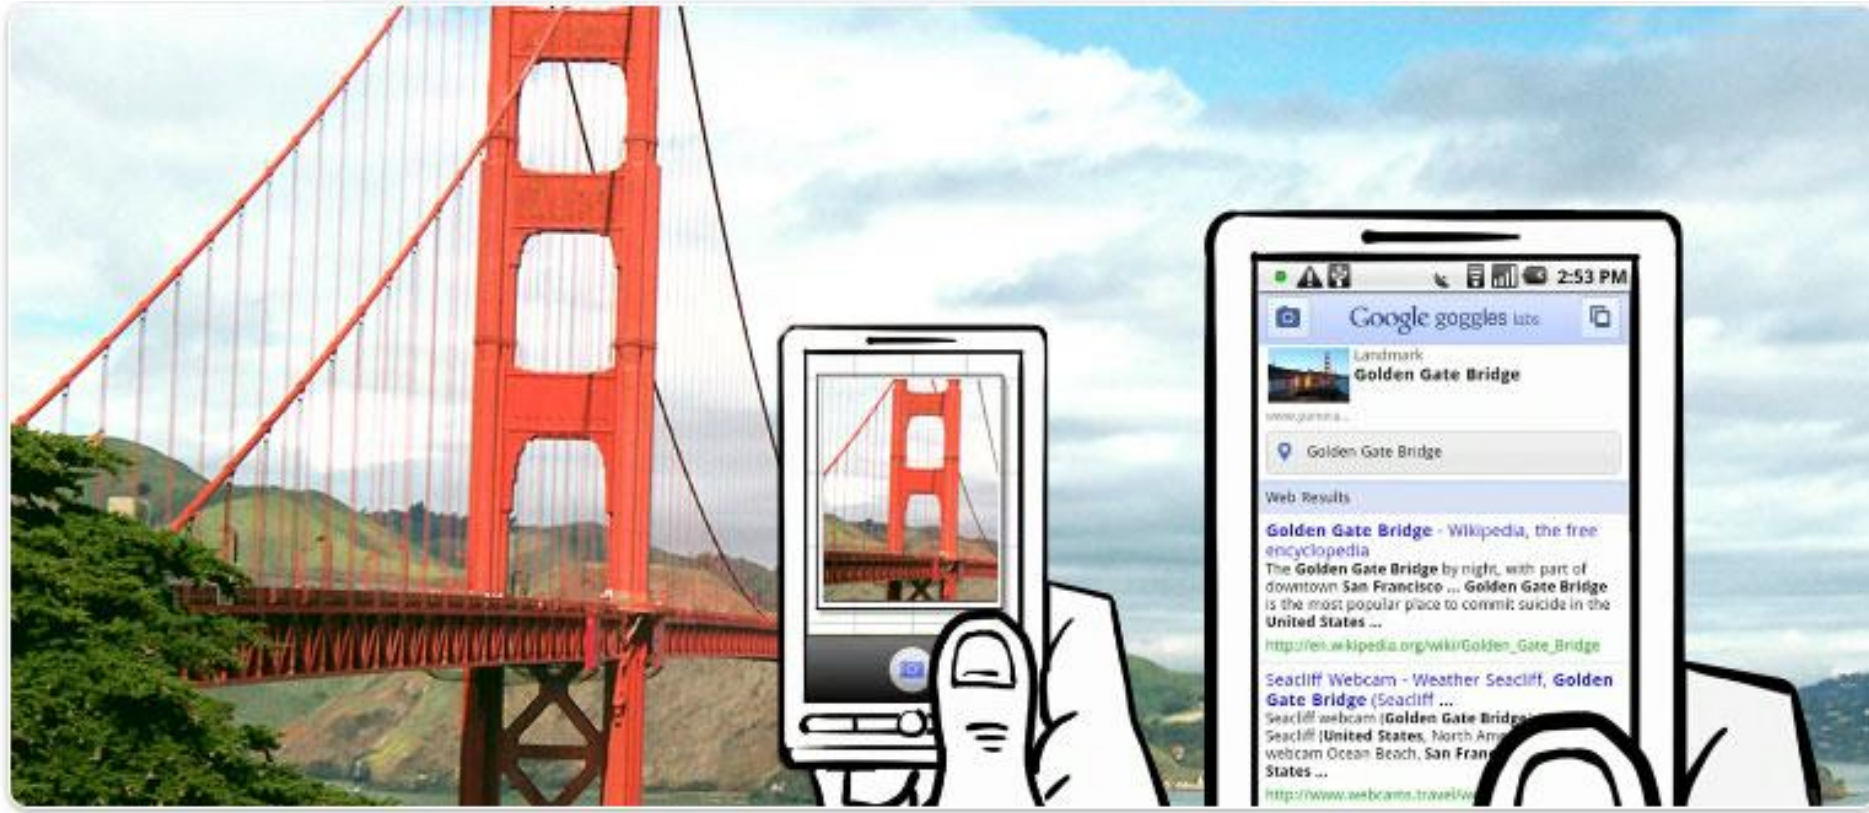 2:53 PM
Google goggles labs
Landmark
Golden Gate Bridge
Golden Gate Bridge
Web Results
Golden Gate Bridge - Wikipedia, the free
encyclopedia
The Golden Gate Bridge by night, with part of
downtown San Francisco ... Golden Gate Bridge
is the most popular place to commit suicide in the
United States ...
http://en.wikipedia.org/wiki/Golden_Gate_Bridge
Seacliff Webcam - Weather Seacliff, Golden
Gate Bridge (Seacliff ...
Seacliff webcam (Golden Gate Bridge)
Seacliff (United States, North
webcam Ocean Beach, San
States ...
http://www.webcams.travel/